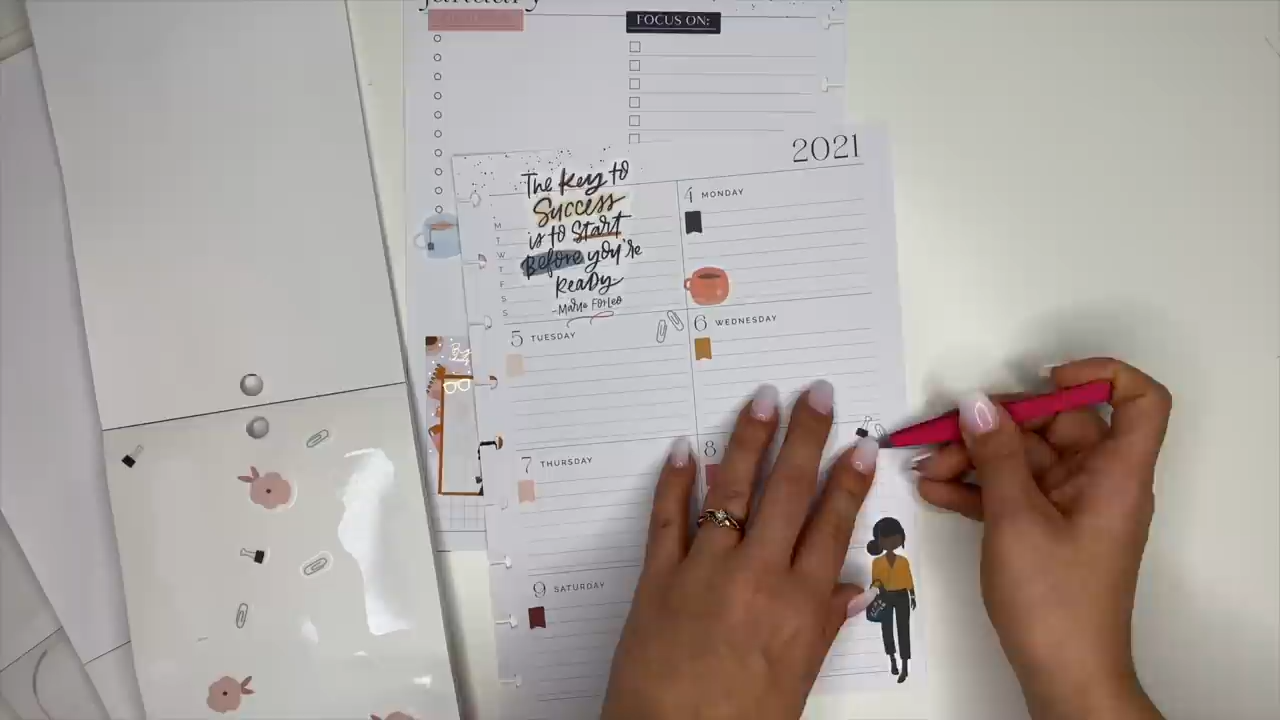 january
FOCUS ON:
2021
The Key to
Success
is to Start
Before you're
Ready
-Marie Forleo
M
T
W
T
F
S
S
4 MONDAY
5 TUESDAY
6 WEDNESDAY
7 THURSDAY
8
9 SATURDAY